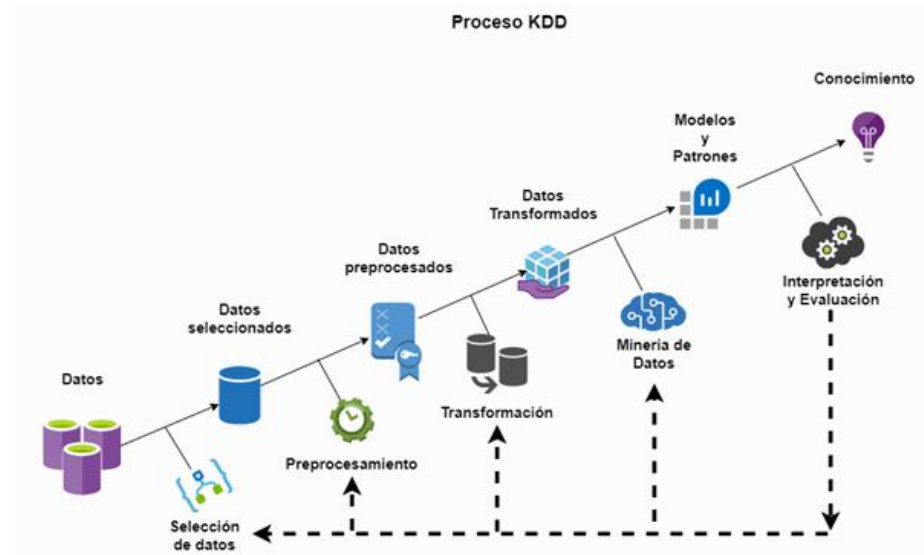 Proceso KDD
Conocimiento
Modelos
y
Patrones
Datos
Transformados
Datos
preprocesados
Interpretación
y Evaluación
Datos
seleccionados
Minería de
Datos
Datos
Transformación
Preprocesamiento
Selección
de datos